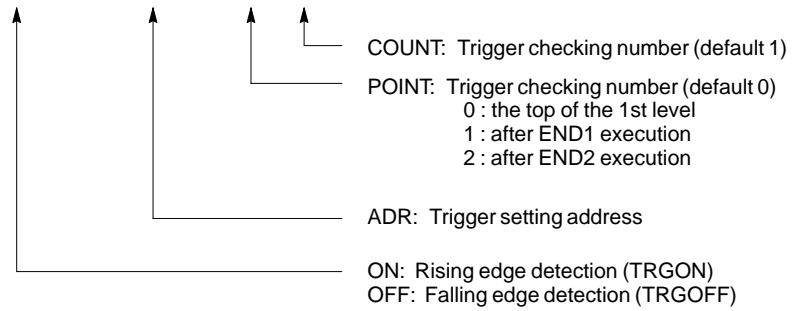 COUNT: Trigger checking number (default 1)
POINT: Trigger checking number (default 0)
0 : the top of the 1st level
1 : after END1 execution
2 : after END2 execution
ADR: Trigger setting address
ON: Rising edge detection (TRGON)
OFF: Falling edge detection (TRGOFF)